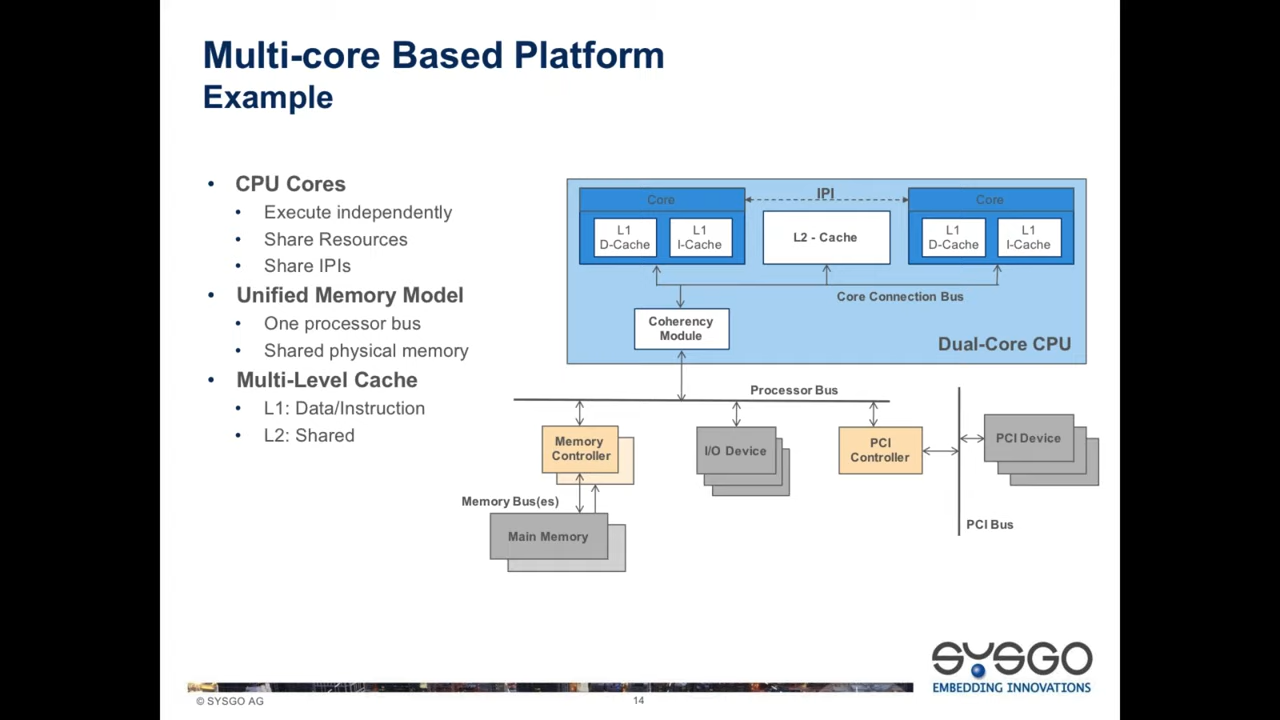 Multi-core Based Platform
Example
• CPU Cores
• Execute independently
• Share Resources
• Share IPIs
• Unified Memory Model
• One processor bus
• Shared physical memory
• Multi-Level Cache
• L1: Data/Instruction
• L2: Shared
Core
L1
D-Cache
L1
I-Cache
IPI
L2 - Cache
Core
L1
D-Cache
L1
I-Cache
Core Connection Bus
Coherency
Module
Dual-Core CPU
Processor Bus
Memory
Controller
I/O Device
PCI
Controller
PCI Device
Memory Bus(es)
PCI Bus
Main Memory
SYSGO
EMBEDDING INNOVATIONS
© SYSGO AG
14